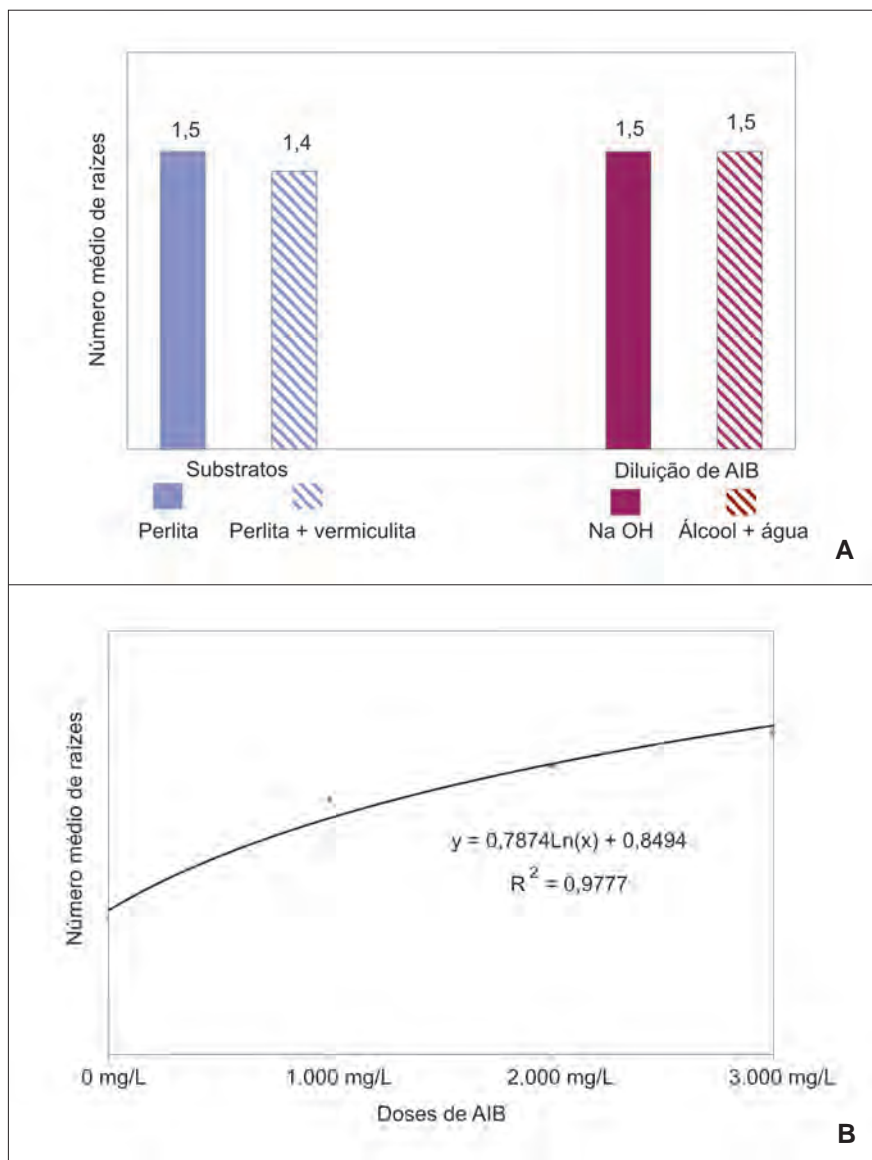 Número médio de raízes
1,5
1,4
1,5
1,5
Substratos
Diluição de AIB
Perlita
Perlita + vermiculita
Na OH
Álcool + água
A
Número médio de raízes
y = 0,7874Ln(x) + 0,8494
R² = 0,9777
0 mg/L
1.000 mg/L
2.000 mg/L
3.000 mg/L
Doses de AIB
B